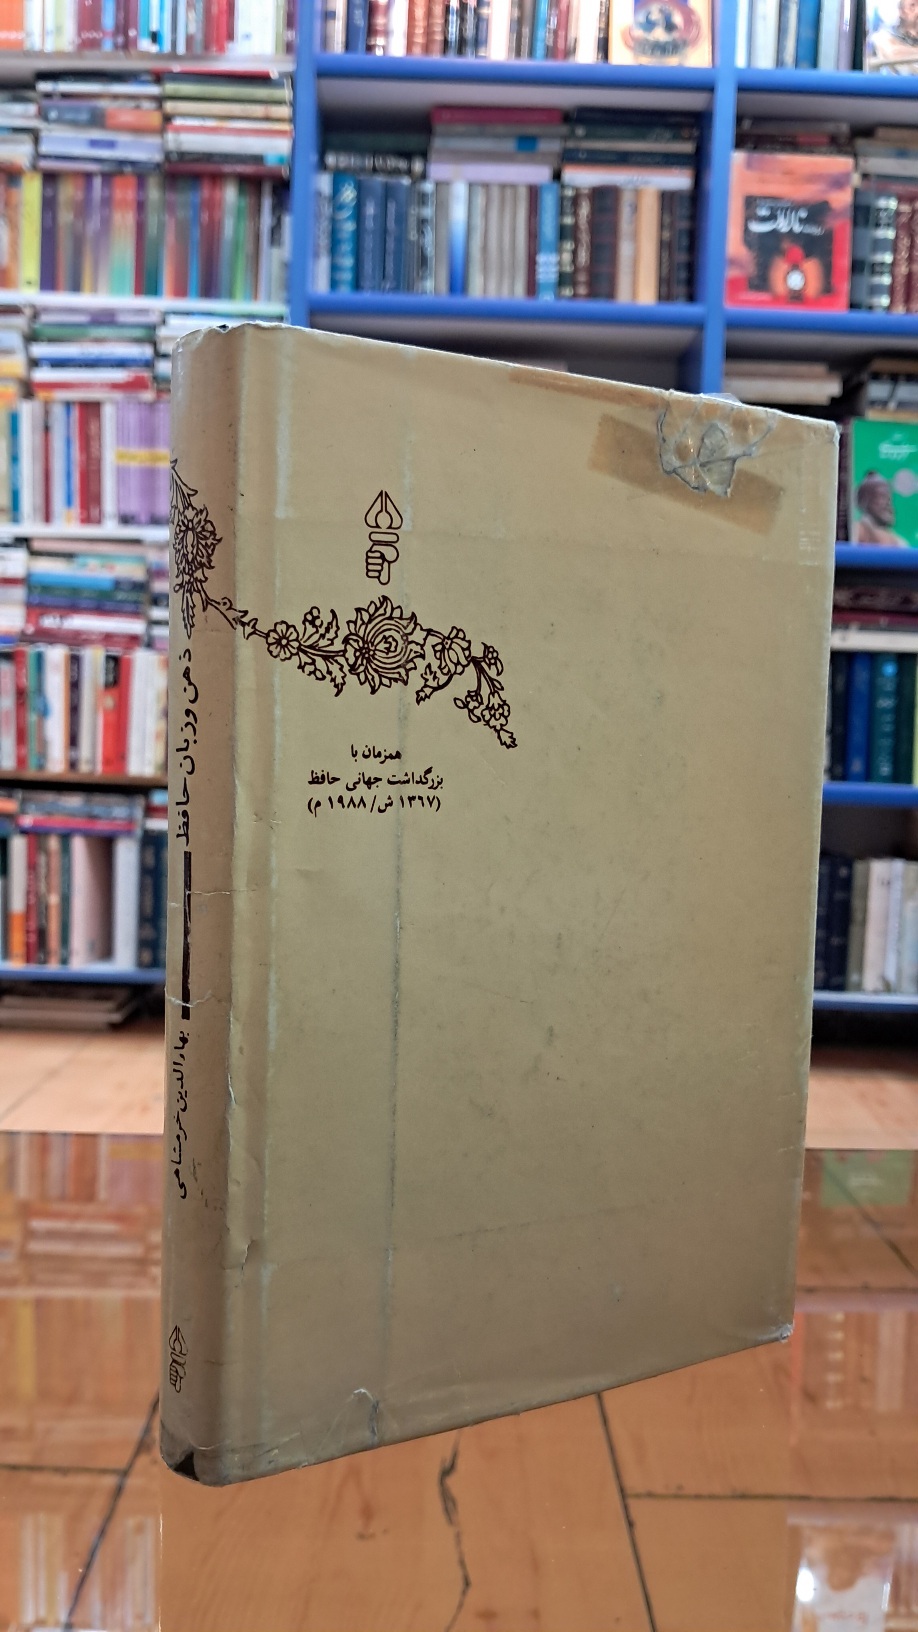 همزمان با
بزرگداشت جهانی حافظ
(۱۳۶۷ ش/ ۱۹۸۸ م)
ذهن و زبان حافظ
بهاءالدین خرمشاهی